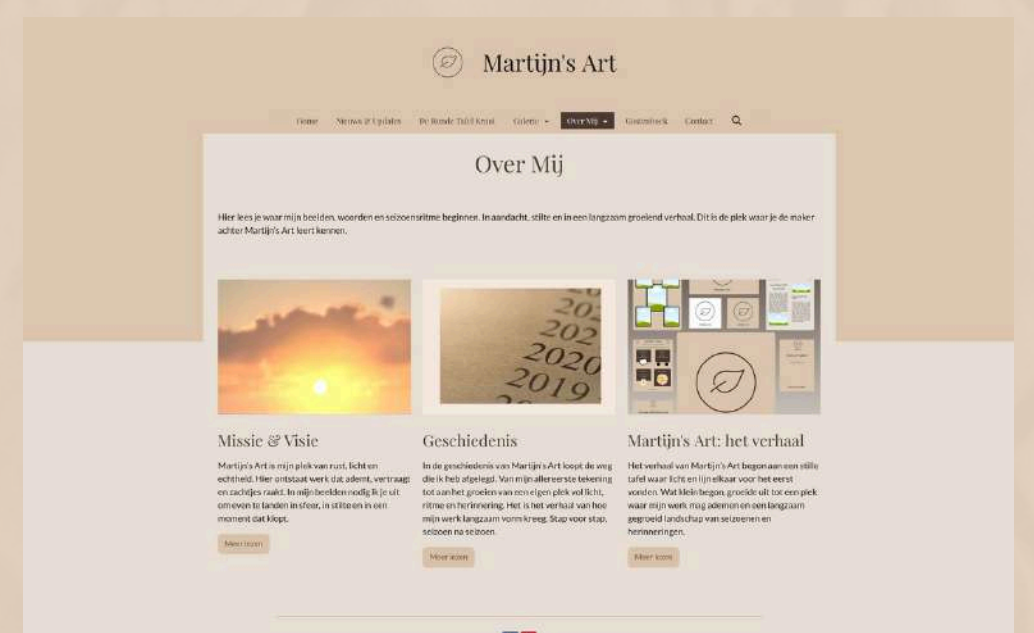 Martijn's Art
Home Nieuws & Updates De Ronde Tafel Kunst Galerie Over Mij Gastenboek Contact
Over Mij
Hier lees je waar mijn beelden, woorden en seizoensritme beginnen. In aandacht, stilte en in een langzaam groeiend verhaal. Dit is de plek waar je de maker
achter Martijn's Art leert kennen.
202
202
2020
2019
Missie & Visie
Martijn's Art is mijn plek van rust, licht en
echtheid. Hier ontstaat werk dat ademt, vertraagt
en zachtjes raakt. In mijn beelden nodig ik je uit
om even te landen in sfeer, in stilte en in een
moment dat klopt.
Meer lezen
Geschiedenis
In de geschiedenis van Martijn's Art loopt de weg
die ik heb afgelegd. Van mijn allereerste tekening
tot aan het groeien van een eigen plek vol licht,
ritme en herinnering. Het is het verhaal van hoe
mijn werk langzaam vorm kreeg. Stap voor stap,
seizoen na seizoen.
Meer lezen
Martijn's Art: het verhaal
Het verhaal van Martijn's Art begon aan een stille
tafel waar licht en lijn elkaar voor het eerst
vonden. Wat klein begon, groeide uit tot een plek
waar mijn werk mag ademen en een langzaam
gegroeid landschap van seizoenen en
herinneringen.
Meer lezen